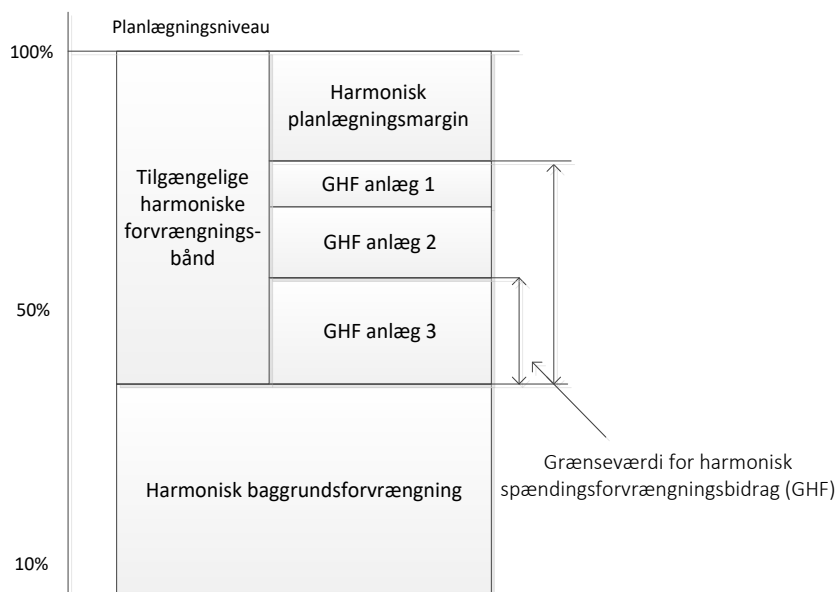 Planlægningsniveau
100%
Harmonisk
planlægningsmargin
Tilgængelige
harmoniske
forvrængnings-
bånd
GHF anlæg 1
GHF anlæg 2
50%
GHF anlæg 3
Grænseværdi for harmonisk
spændingsforvrængningsbidrag (GHF)
Harmonisk baggrundsforvrængning
10%